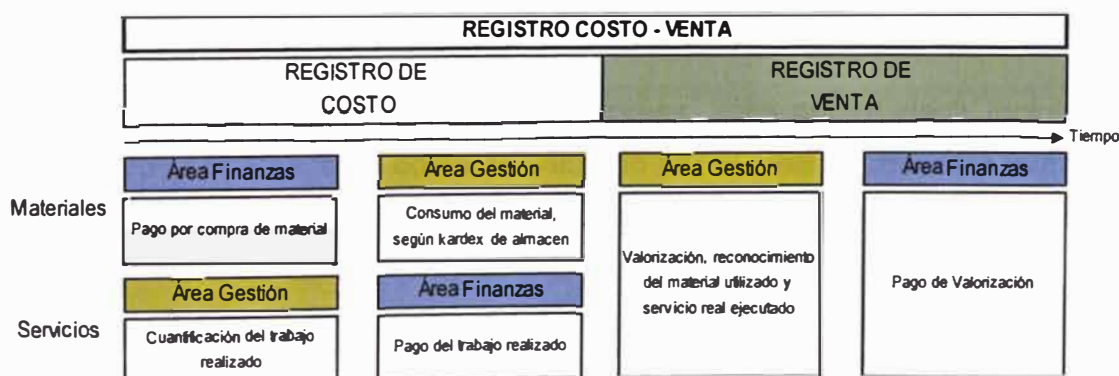 REGISTRO COSTO - VENTA
REGISTRO DE
COSTO
REGISTRO DE
VENTA
Tiempo
Área Finanzas
Área Gestión
Área Gestión
Área Finanzas
Materiales
Pago por compra de material
Consumo del material,
según kardex de almacen
Valorización, reconocimiento
del material utilizado y
servicio real ejecutado
Pago de Valorización
Área Gestión
Área Finanzas
Servicios
Cuantificación del trabajo
realizado
Pago del trabajo realizado